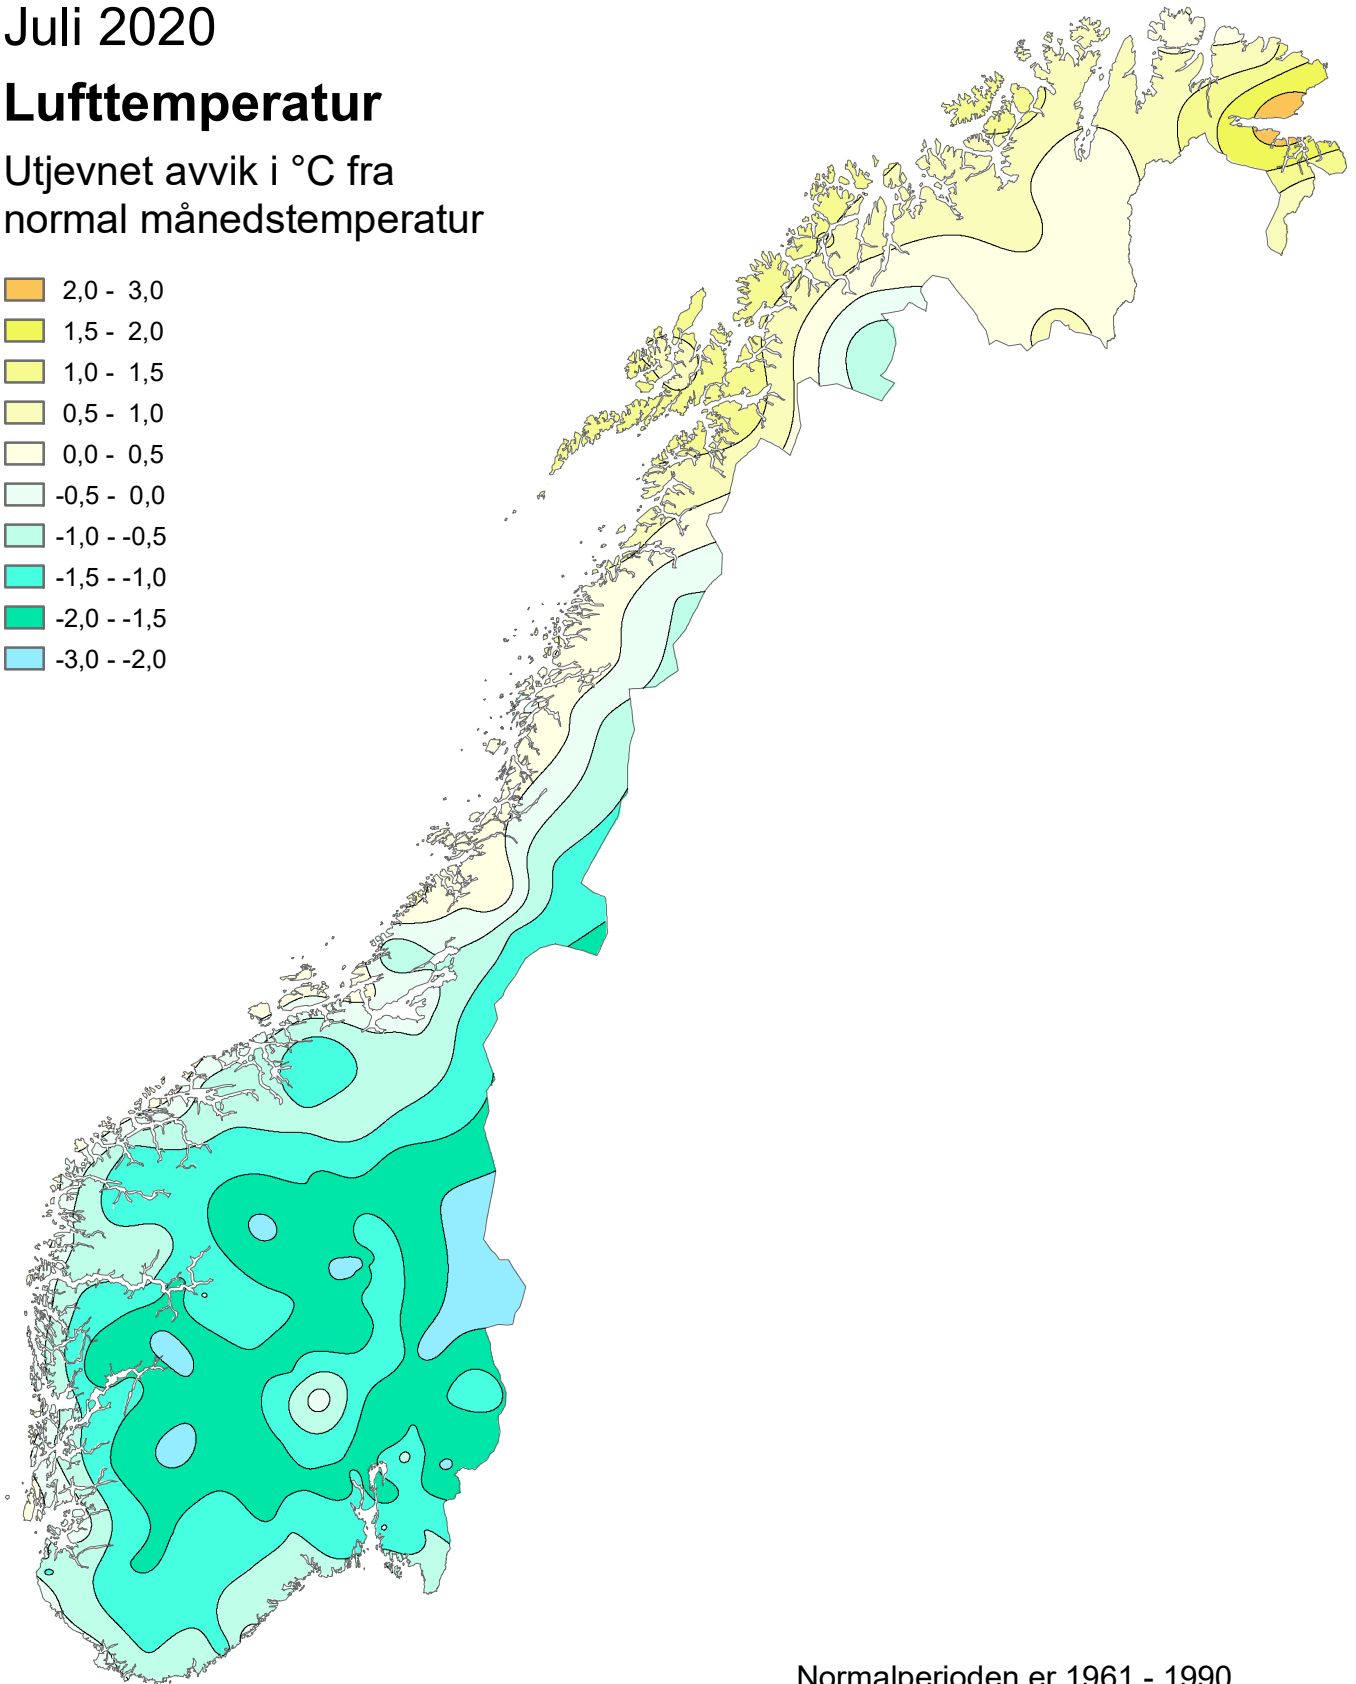 Juli 2020
Lufttemperatur
Utjevnet avvik i °C fra
normal månedstemperatur
2,0 - 3,0
1,5 - 2,0
1,0 - 1,5
0,5 - 1,0
0,0 - 0,5
-0,5 - 0,0
-1,0 - -0,5
-1,5 - -1,0
-2,0 - -1,5
-3,0 - -2,0
Normalperioden er 1961 - 1990